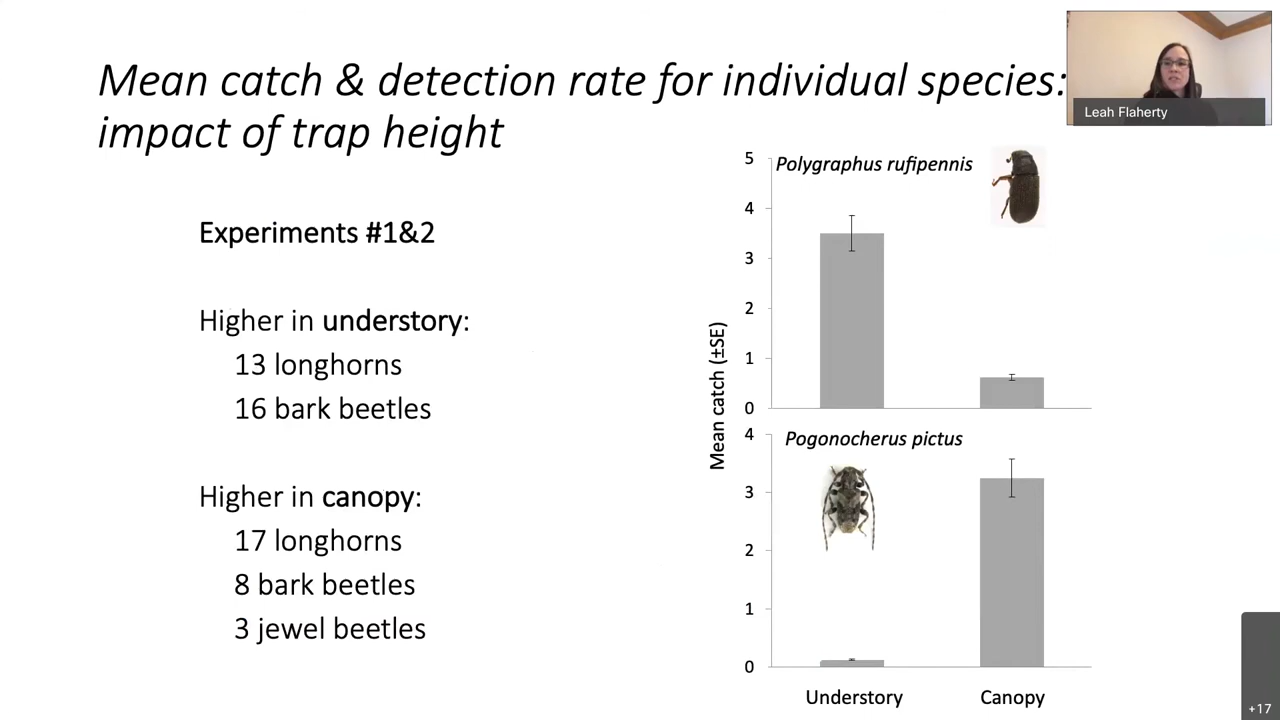 Mean catch & detection rate for individual species:
impact of trap height
Leah Flaherty
Experiments #1&2
Higher in understory:
13 longhorns
16 bark beetles
Higher in canopy:
17 longhorns
8 bark beetles
3 jewel beetles
Mean catch (±SE)
5
Polygraphus rufipennis
4
3
2
1
0
4
Pogonocherus pictus
3
2
1
0
Understory
Canopy
+17